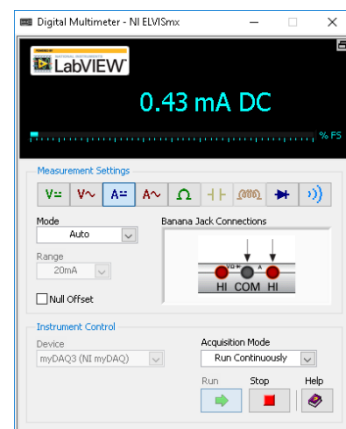 Digital Multimeter - NI ELVISmx
LabVIEW
0.43 mA DC
% FS
Measurement Settings
V= V~ A= A~ Ω
Mode
Banana Jack Connections
Auto
Range
20mA
HI COM HI
Null Offset
Instrument Control
Device
Acquisition Mode
myDAQ3 (NI myDAQ)
Run Continuously
Run Stop Help